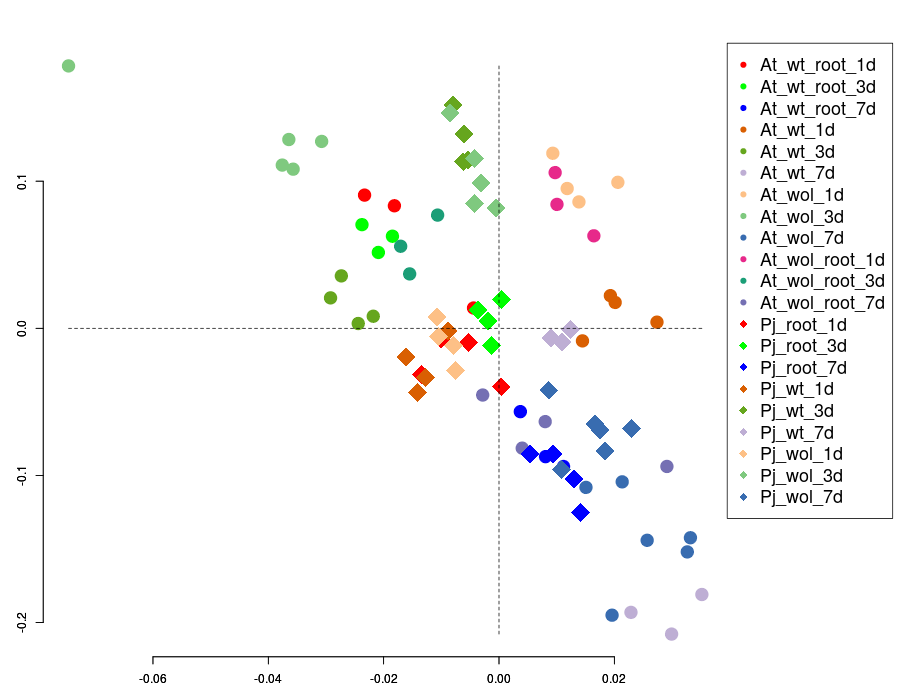 At_wt_root_1d
At_wt_root_3d
At_wt_root_7d
At_wt_1d
At_wt_3d
At_wt_7d
At_wol_1d
At_wol_3d
At_wol_7d
At_wol_root_1d
At_wol_root_3d
At_wol_root_7d
Pj_root_1d
Pj_root_3d
Pj_root_7d
Pj_wt_1d
Pj_wt_3d
Pj_wt_7d
Pj_wol_1d
Pj_wol_3d
Pj_wol_7d
0.1
0.0
-0.1
-0.2
-0.06 -0.04 -0.02 0.00 0.02